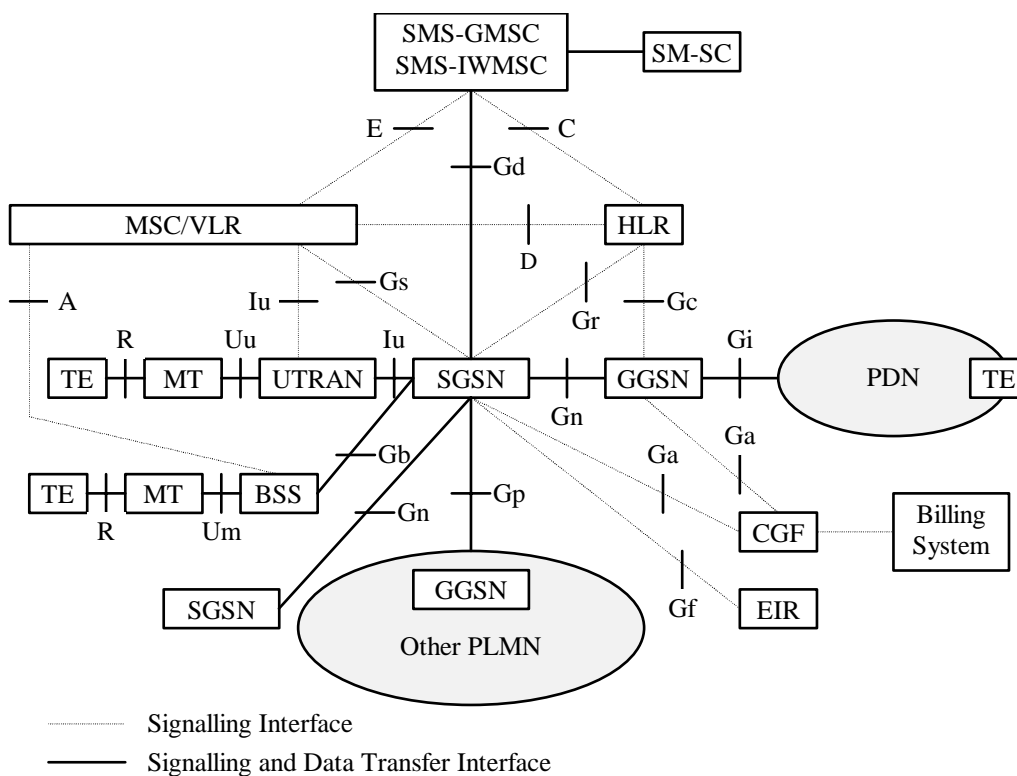 SMS-GMSC
SMS-IWMSC
SM-SC
E
C
Gd
MSC/VLR
HLR
D
A
Iu
Gs
Gr
Gc
R
Uu
Iu
Gi
TE
MT
UTRAN
SGSN
GGSN
PDN
TE
Gn
Gb
Ga
Ga
TE
MT
BSS
Gp
R
Um
Gn
CGF
Billing
System
SGSN
GGSN
Gf
EIR
Other PLMN
Signalling Interface
Signalling and Data Transfer Interface